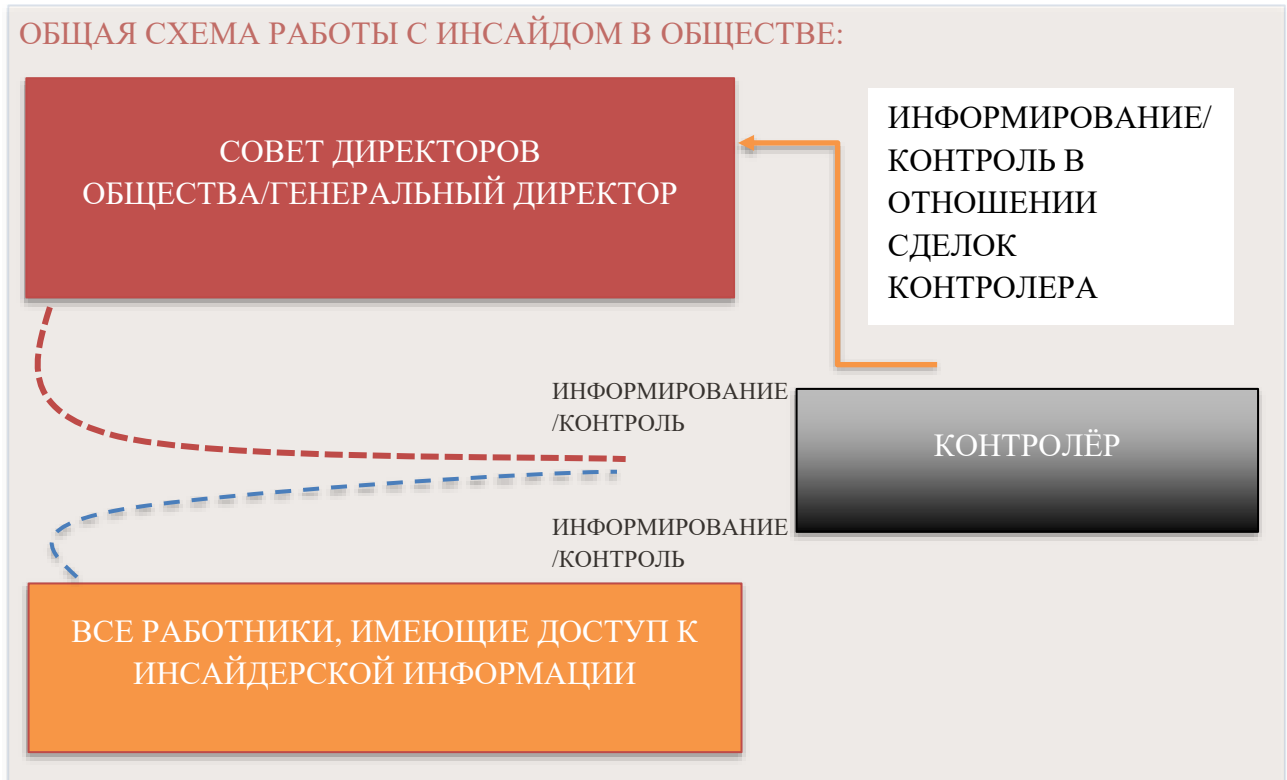 ОБЩАЯ СХЕМА РАБОТЫ С ИНСАЙДОМ В ОБЩЕСТВЕ:
СОВЕТ ДИРЕКТОРОВ
ОБЩЕСТВА/ГЕНЕРАЛЬНЫЙ ДИРЕКТОР
ИНФОРМИРОВАНИЕ/
КОНТРОЛЬ В
ОТНОШЕНИИ
СДЕЛОК
КОНТРОЛЕРА
ИНФОРМИРОВАНИЕ
/КОНТРОЛЬ
КОНТРОЛЁР
ИНФОРМИРОВАНИЕ
/КОНТРОЛЬ
ВСЕ РАБОТНИКИ, ИМЕЮЩИЕ ДОСТУП К
ИНСАЙДЕРСКОЙ ИНФОРМАЦИИ